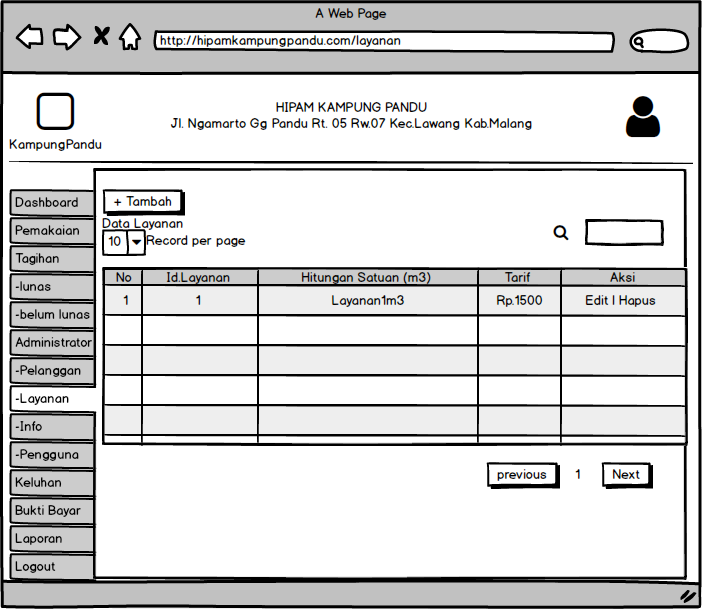 A Web Page
http://hipamkampungpandu.com/layanan
HIPAM KAMPUNG PANDU
Jl. Ngamarto Gg Pandu Rt. 05 Rw.07 Kec.Lawang Kab.Malang
KampungPandu
Dashboard
Pemakaian
Tagihan
-lunas
-belum lunas
Administrator
-Pelanggan
-Layanan
-Info
-Pengguna
Keluhan
Bukti Bayar
Laporan
Logout
+ Tambah
Data Layanan
10 Record per page
No Id.Layanan Hitungan Satuan (m3) Tarif Aksi
1 1 Layanan1m3 Rp.1500 Edit | Hapus
previous 1 Next